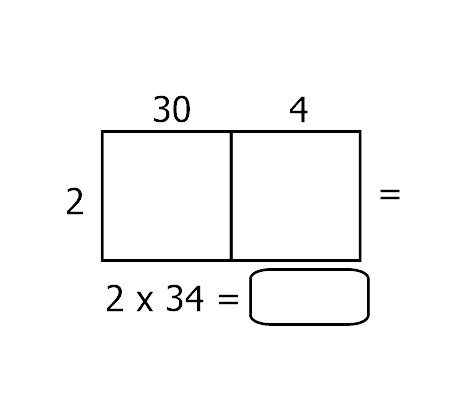 30 4
2 =
2 x 34 =